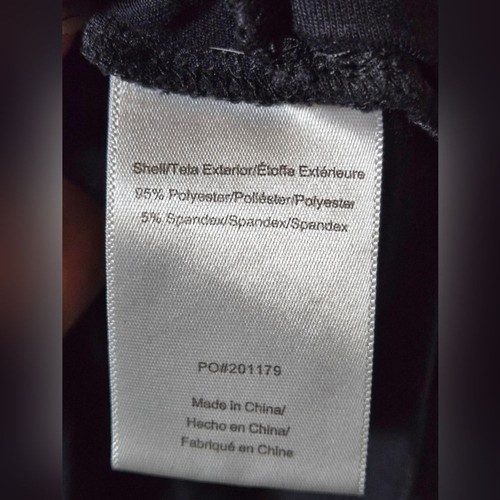 Shell/Tela Exterior/Étoffe Extérieure
95% Polyester/Poliéster/Polyester
5% Spandex/Spandex/Spandex
PO#201179
Made in China/
Hecho en China/
Fabriqué en Chine